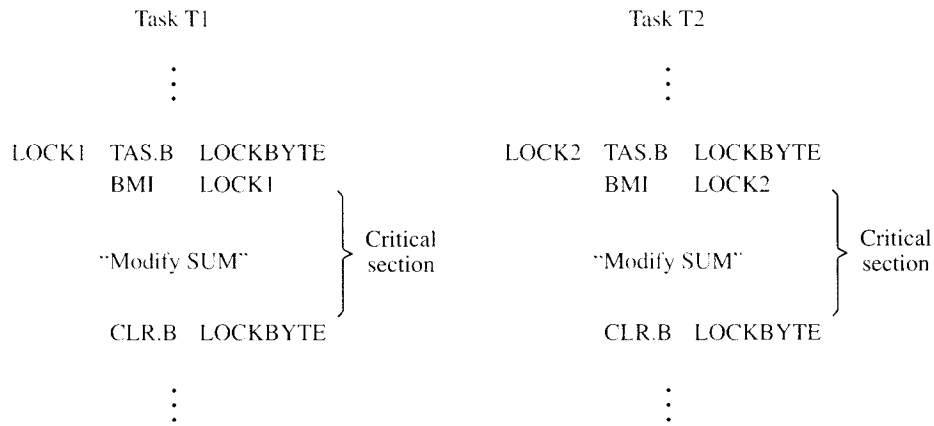 Task T1
Task T2
LOCK1 TAS.B LOCKBYTE
BMI LOCK1
"Modify SUM"
CLR.B LOCKBYTE
Critical
section
LOCK2 TAS.B LOCKBYTE
BMI LOCK2
"Modify SUM"
CLR.B LOCKBYTE
Critical
section